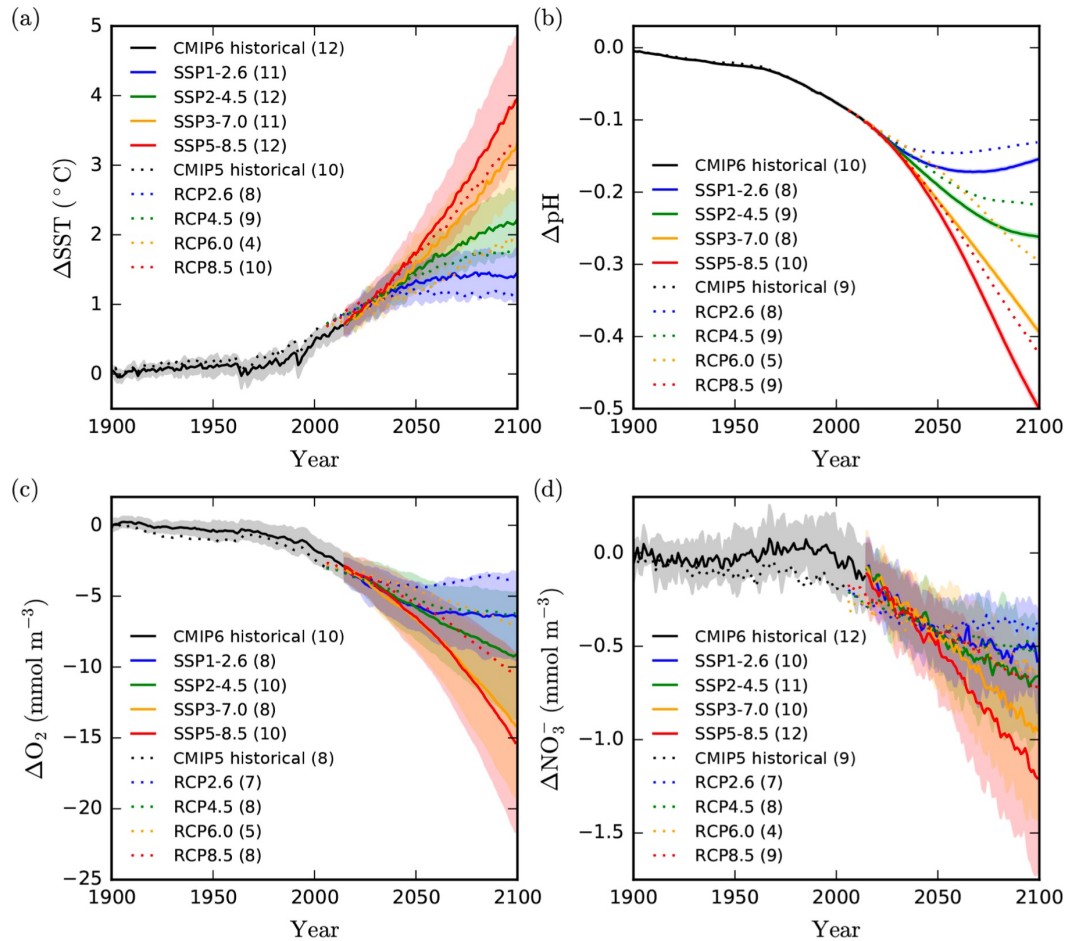 (a)
5
4
3
2
1
0
ΔSST (°C)
CMIP6 historical (12)
SSP1-2.6 (11)
SSP2-4.5 (12)
SSP3-7.0 (11)
SSP5-8.5 (12)
CMIP5 historical (10)
RCP2.6 (8)
RCP4.5 (9)
RCP6.0 (4)
RCP8.5 (10)
1900 1950 2000 2050 2100
Year
(b)
0.0
−0.1
−0.2
−0.3
−0.4
−0.5
ΔpH
CMIP6 historical (10)
SSP1-2.6 (8)
SSP2-4.5 (9)
SSP3-7.0 (8)
SSP5-8.5 (10)
CMIP5 historical (9)
RCP2.6 (8)
RCP4.5 (9)
RCP6.0 (5)
RCP8.5 (9)
1900 1950 2000 2050 2100
Year
(c)
0
−5
−10
−15
−20
−25
ΔO₂ (mmol m⁻³)
CMIP6 historical (10)
SSP1-2.6 (8)
SSP2-4.5 (10)
SSP3-7.0 (8)
SSP5-8.5 (10)
CMIP5 historical (8)
RCP2.6 (7)
RCP4.5 (8)
RCP6.0 (5)
RCP8.5 (8)
1900 1950 2000 2050 2100
Year
(d)
0.0
−0.5
−1.0
−1.5
ΔNO₃⁻ (mmol m⁻³)
CMIP6 historical (12)
SSP1-2.6 (10)
SSP2-4.5 (11)
SSP3-7.0 (10)
SSP5-8.5 (12)
CMIP5 historical (9)
RCP2.6 (7)
RCP4.5 (8)
RCP6.0 (4)
RCP8.5 (9)
1900 1950 2000 2050 2100
Year